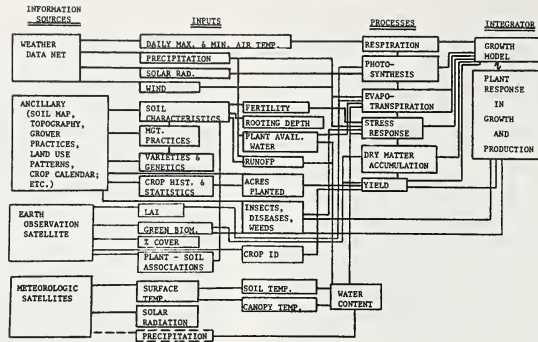 INFORMATION SOURCES
INPUTS
PROCESSES
INTEGRATOR
WEATHER DATA NET
DAILY MAX. & MIN. AIR TEMP.
PRECIPITATION
SOLAR RAD.
WIND
RESPIRATION
PHOTO-
SYNTHESIS
EVAPO-
TRANSPIRATION
STRESS
RESPONSE
DRY MATTER
ACCUMULATION
YIELD
GROWTH
MODEL
PLANT
RESPONSE
IN
GROWTH
AND
PRODUCTION
ANCILLARY
(SOIL MAP,
TOPOGRAPHY,
GROWER
PRACTICES,
LAND USE
PATTERNS,
CROP CALENDAR;
ETC.)
SOIL
CHARACTERISTICS
MGT.
PRACTICES
VARIETIES &
GENETICS
CROP HIST. &
STATISTICS
FERTILITY
ROOTING DEPTH
PLANT AVAIL.
WATER
RUNOFF
ACRES
PLANTED
INSECTS,
DISEASES,
WEEDS
EARTH
OBSERVATION
SATELLITE
LAI
GREEN BIOM.
% COVER
PLANT - SOIL
ASSOCIATIONS
CROP ID
METEOROLOGIC
SATELLITES
SURFACE
TEMP.
SOLAR
RADIATION
PRECIPITATION
SOIL TEMP.
CANOPY TEMP.
WATER
CONTENT